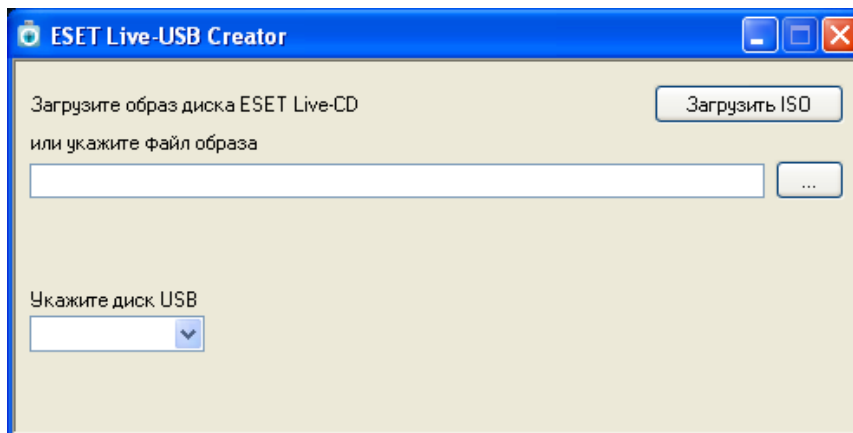 ESET Live-USB Creator
Загрузите образ диска ESET Live-CD
Загрузить ISO
или укажите файл образа
...
Укажите диск USB